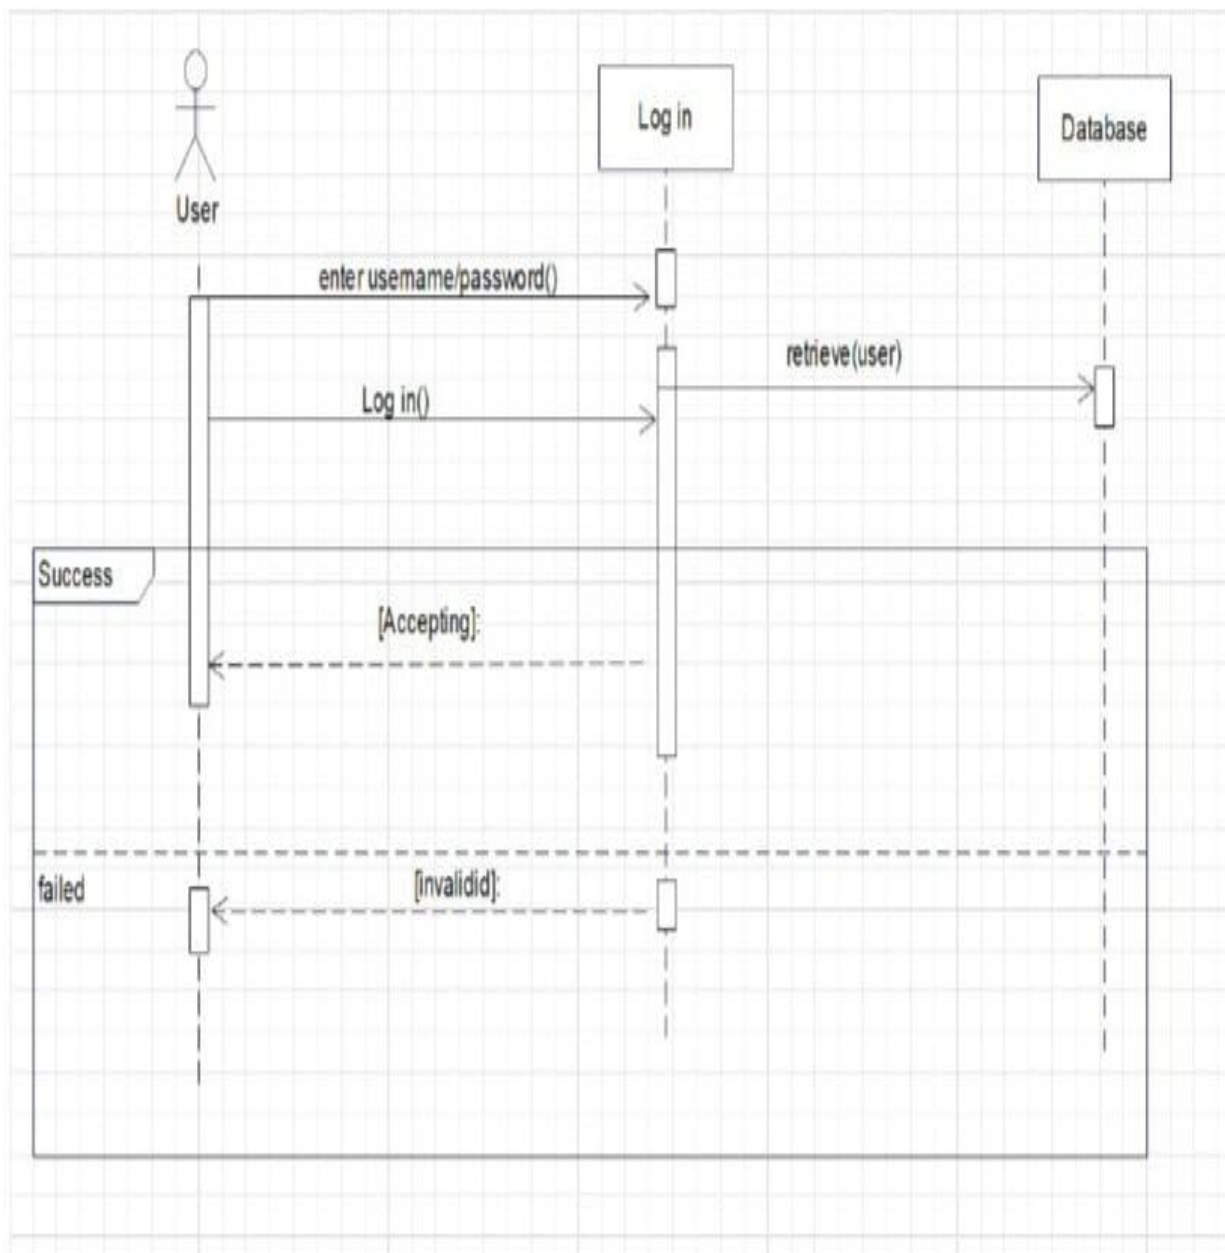 Log in
Database
User
enter username/password()
retrieve(user)
Log in()
Success
[Accepting]:
failed
[invalidid]: